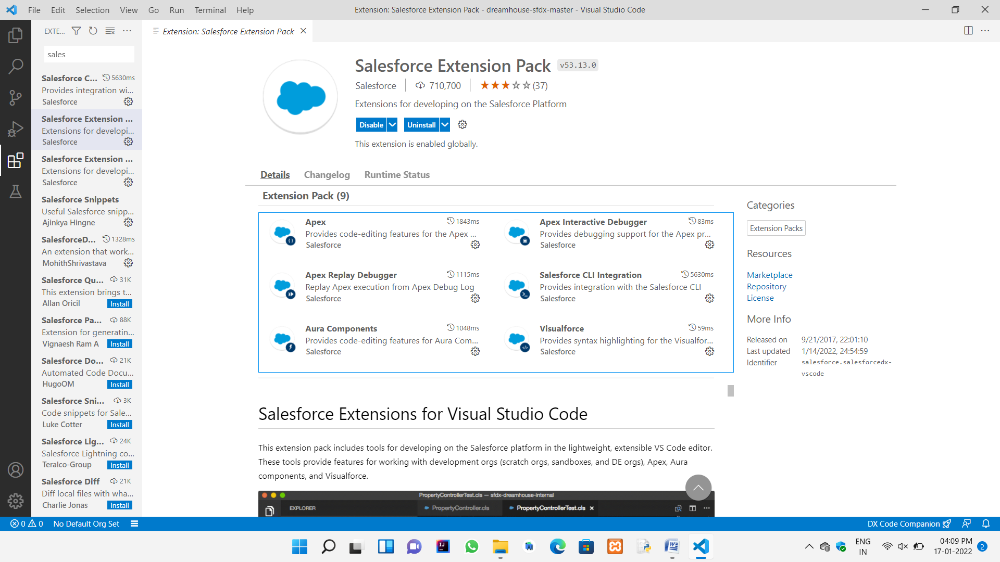 File Edit Selection View Go Run Terminal Help
Extension: Salesforce Extension Pack - dreamhouse-sfdx-master - Visual Studio Code
EXTE...
sales
Salesforce C... 5630ms
Provides integration wi...
Salesforce
Salesforce Extension ...
Extensions for developi...
Salesforce
Salesforce Extension ...
Extensions for developi...
Salesforce
Salesforce Snippets
Useful Salesforce snipp...
Ajinkya Hingne
SalesforceD... 1328ms
An extension that work...
MohithShrivastava
Salesforce Qu... 31K
This extension brings t...
Allan Oricil Install
Salesforce Pa... 88K
Extension for generatin...
Vignaesh Ram A Install
Salesforce Do... 21K
Automated Code Docu...
HugoOM Install
Salesforce Sni... 3K
Code snippets for Sale...
Luke Cotter Install
Salesforce Lig... 24K
Salesforce Lightning co...
Teralco-Group Install
Salesforce Diff 21K
Diff local files with wha...
Charlie Jonas Install
Extension: Salesforce Extension Pack
Salesforce Extension Pack v53.13.0
Salesforce 710,700 (37)
Extensions for developing on the Salesforce Platform
Disable Uninstall
This extension is enabled globally.
Details Changelog Runtime Status
Extension Pack (9)
Apex 1843ms
Provides code-editing features for the Apex ...
Salesforce
Apex Interactive Debugger 83ms
Provides debugging support for the Apex pr...
Salesforce
Apex Replay Debugger 1115ms
Replay Apex execution from Apex Debug Log
Salesforce
Salesforce CLI Integration 5630ms
Provides integration with the Salesforce CLI
Salesforce
Aura Components 1048ms
Provides code-editing features for Aura Com...
Salesforce
Visualforce 59ms
Provides syntax highlighting for the Visualfor...
Salesforce
Categories
Extension Packs
Resources
Marketplace
Repository
License
More Info
Released on 9/21/2017, 22:01:10
Last updated 1/14/2022, 24:54:59
Identifier salesforce.salesforcedx-
vscode
Salesforce Extensions for Visual Studio Code
This extension pack includes tools for developing on the Salesforce platform in the lightweight, extensible VS Code editor.
These tools provide features for working with development orgs (scratch orgs, sandboxes, and DE orgs), Apex, Aura
components, and Visualforce.
PropertyControllerTest.cls — sfdx-dreamhouse-internal
EXPLORER PropertyController.cls PropertyControllerTest.cls
0 0 No Default Org Set DX Code Companion
ENG
IN
04:09 PM
17-01-2022
2